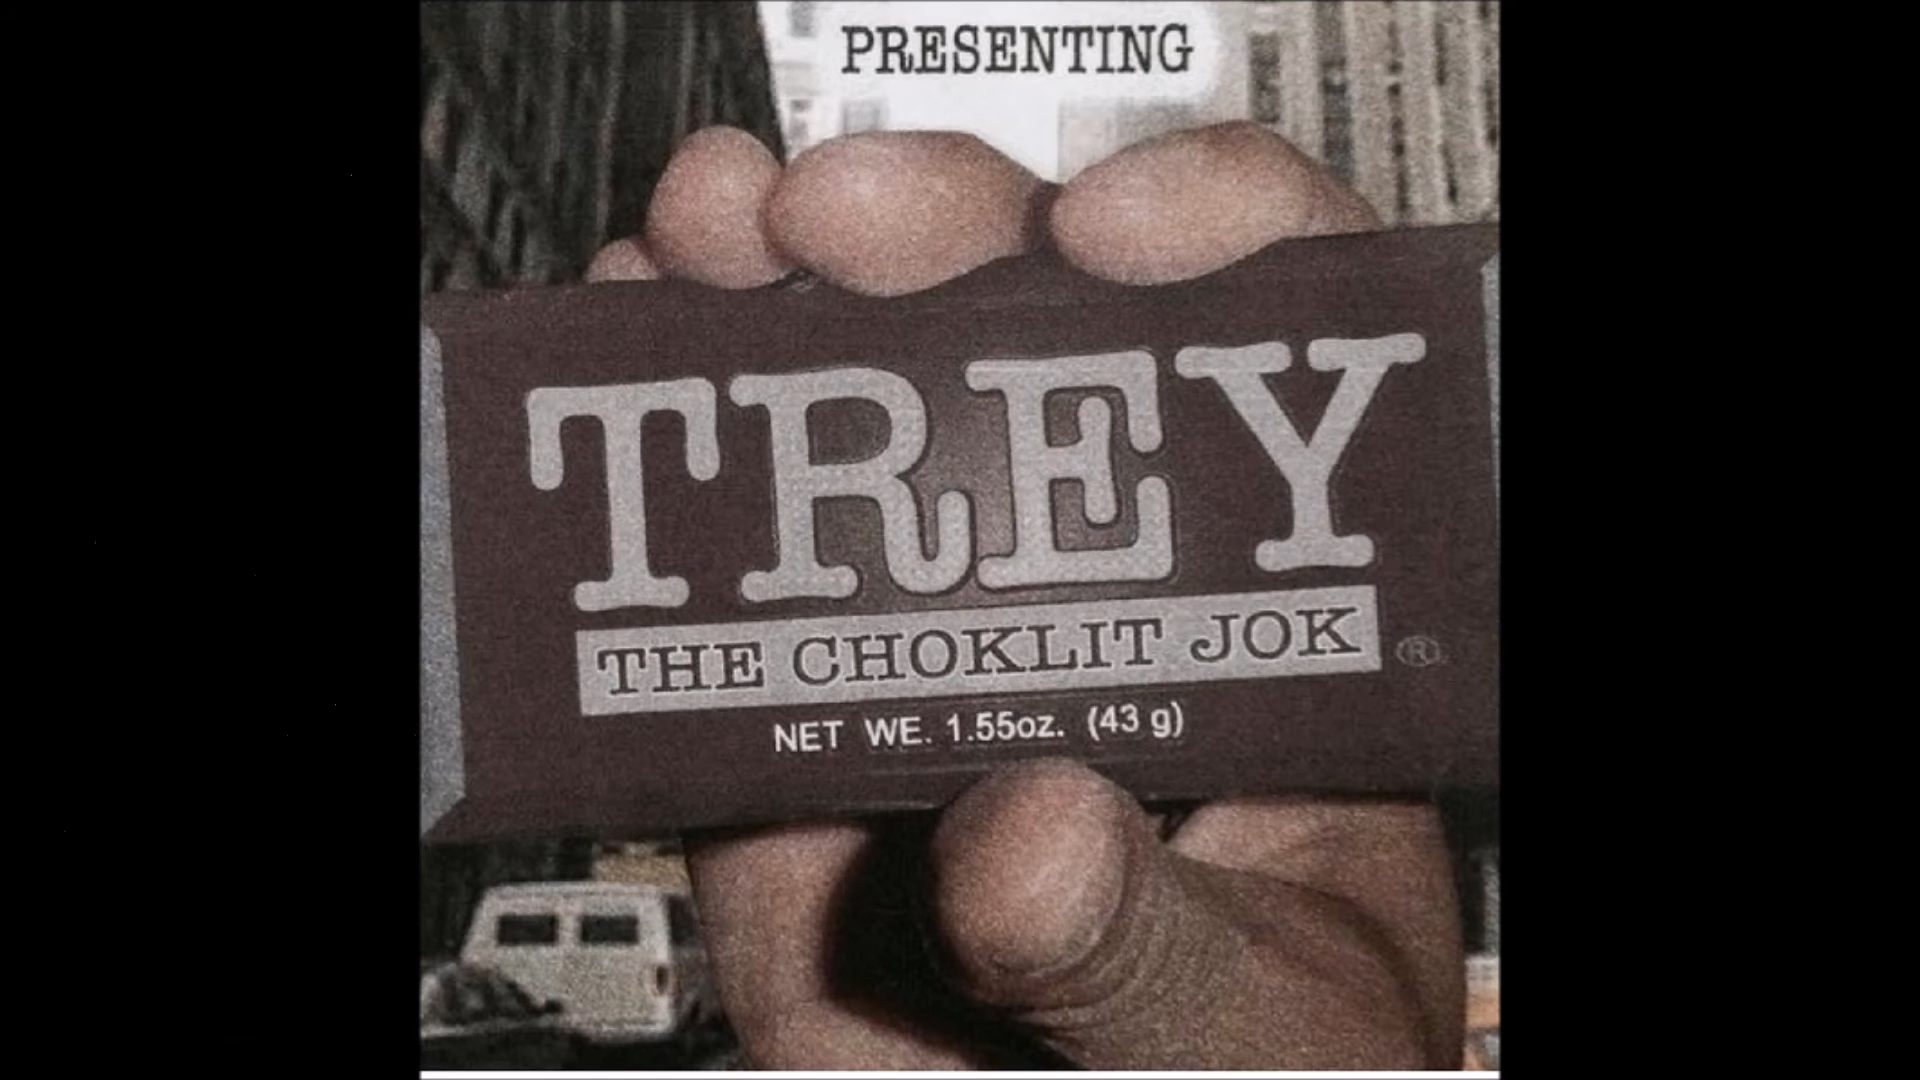 PRESENTING
TREY
THE CHOKLIT JOK
®
NET WE. 1.55oz. (43 g)